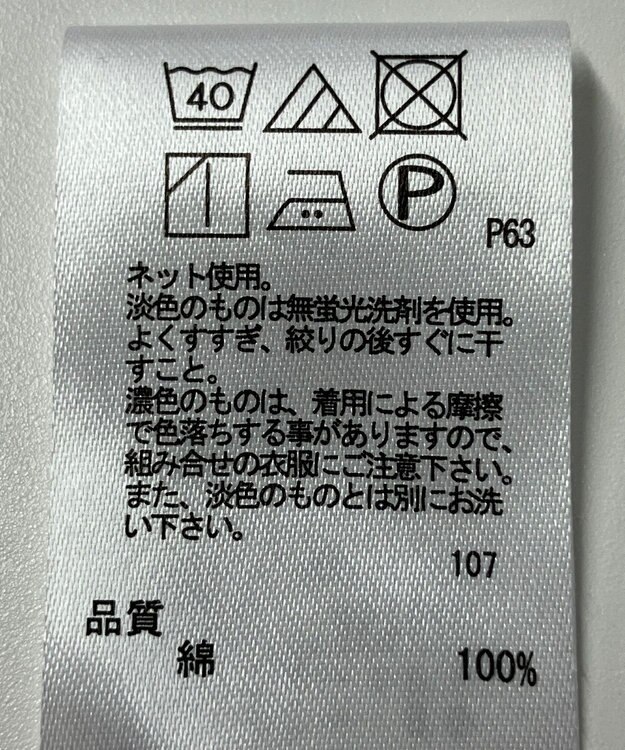 40
P
P63
ネット使用。
淡色のものは無蛍光洗剤を使用。
よくすすぎ、絞りの後すぐに干
すこと。
濃色のものは、着用による摩擦
で色落ちする事がありますので、
組み合せの衣服にご注意下さい。
また、淡色のものとは別にお洗
い下さい。
107
品質
綿 100%